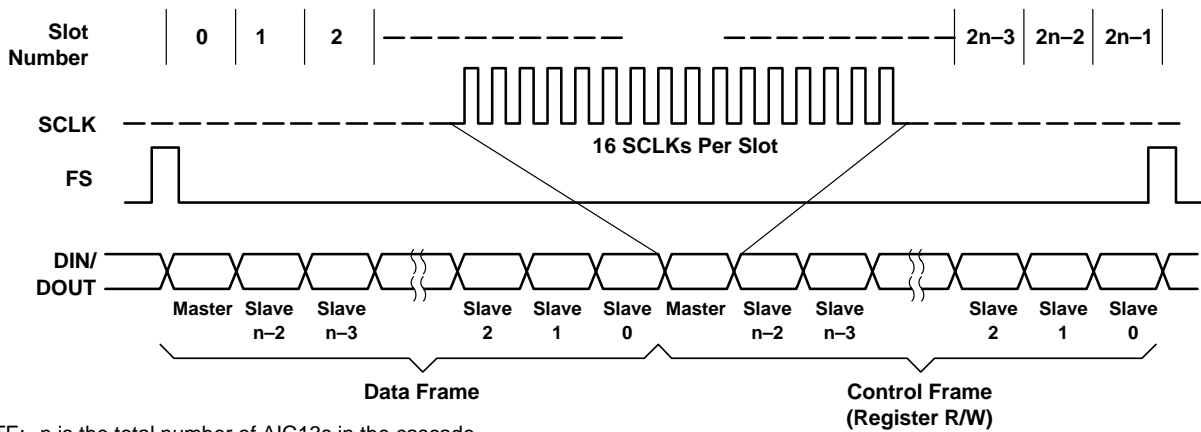 Slot
Number
0 1 2 2n–3 2n–2 2n–1
SCLK
16 SCLKs Per Slot
FS
DIN/
DOUT
Master Slave Slave Slave Slave Slave Master Slave Slave Slave Slave Slave
n–2 n–3 2 1 0 n–2 n–3 2 1 0
Data Frame Control Frame
(Register R/W)
n is the total number of in the cascade